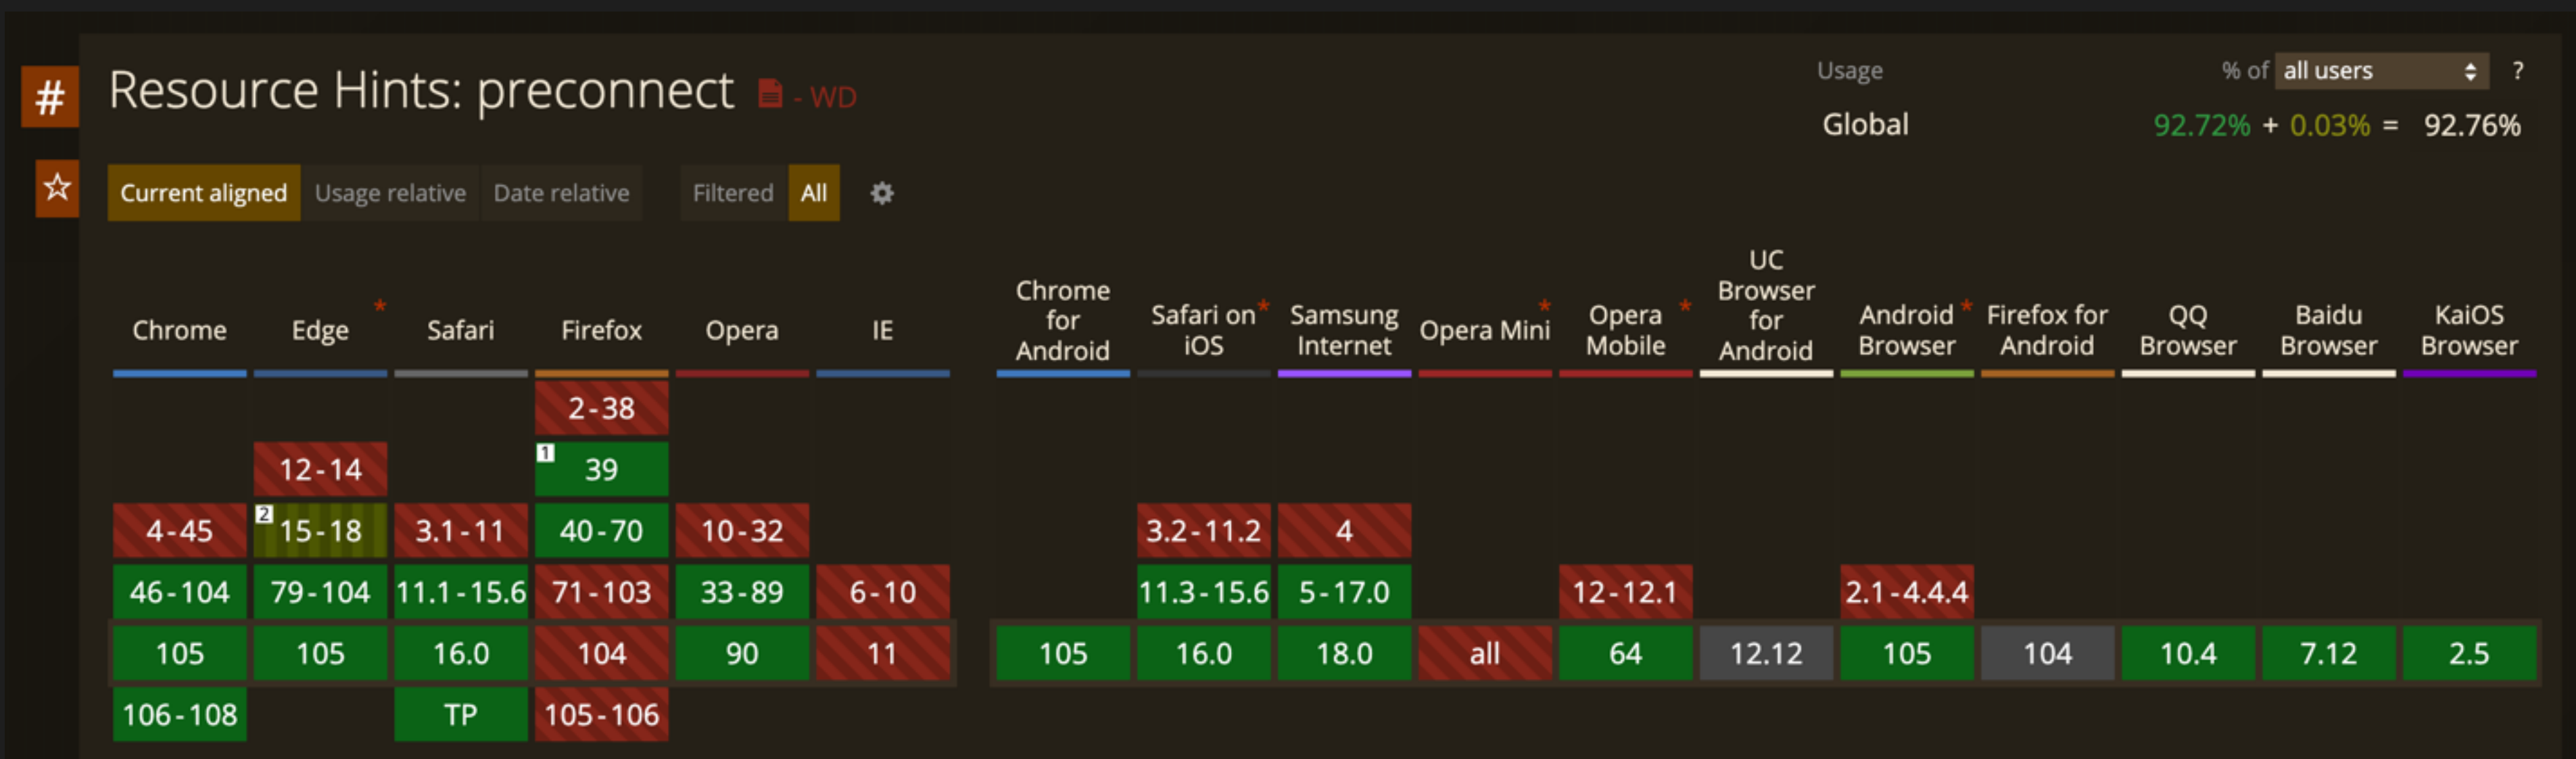 # Resource Hints: preconnect - WD
Usage % of all users ?
Global 92.72% + 0.03% = 92.76%
Current aligned Usage relative Date relative Filtered All
Chrome Edge * Safari Firefox Opera IE Chrome for Android Safari on iOS * Samsung Internet Opera Mini * Opera Mobile * UC Browser for Android Android Browser * Firefox for Android QQ Browser Baidu Browser KaiOS Browser
2-38
12-14 1 39
4-45 2 15-18 3.1-11 40-70 10-32 3.2-11.2 4
46-104 79-104 11.1-15.6 71-103 33-89 6-10 11.3-15.6 5-17.0 12-12.1 2.1-4.4.4
105 105 16.0 104 90 11 105 16.0 18.0 all 64 12.12 105 104 10.4 7.12 2.5
106-108 TP 105-106